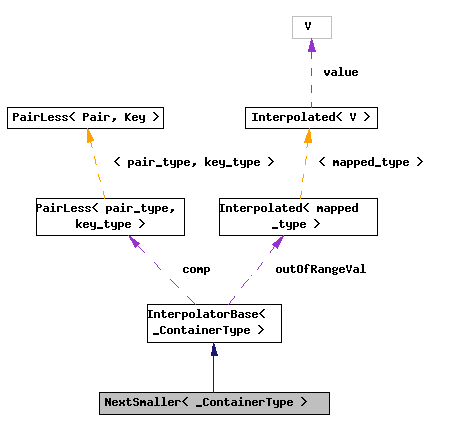 V
value
PairLess< Pair, Key >
Interpolated< V >
< pair_type, key_type >
< mapped_type >
PairLess< pair_type,
key_type >
Interpolated< mapped
_type >
comp
outOfRangeVal
InterpolatorBase<
_ContainerType >
NextSmaller< _ContainerType >